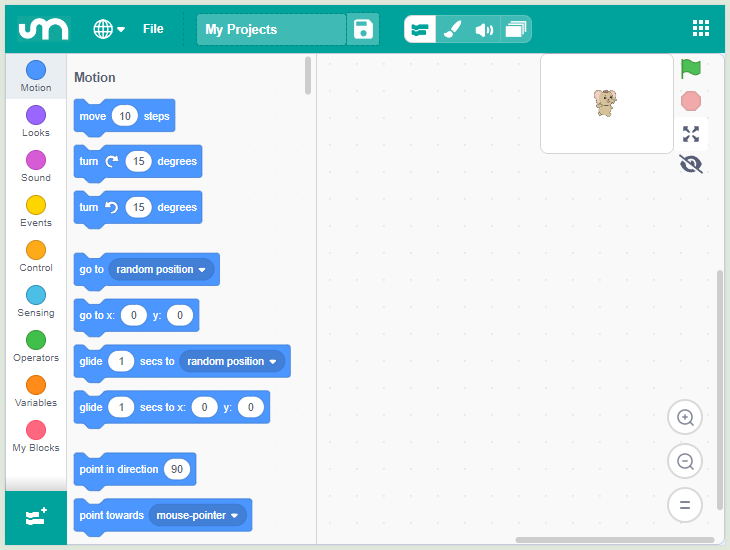 um File My Projects
Motion
Looks
Sound
Events
Control
Sensing
Operators
Variables
My Blocks
Motion
move 10 steps
turn 15 degrees
turn 15 degrees
go to random position
go to x: 0 y: 0
glide 1 secs to random position
glide 1 secs to x: 0 y: 0
point in direction 90
point towards mouse-pointer